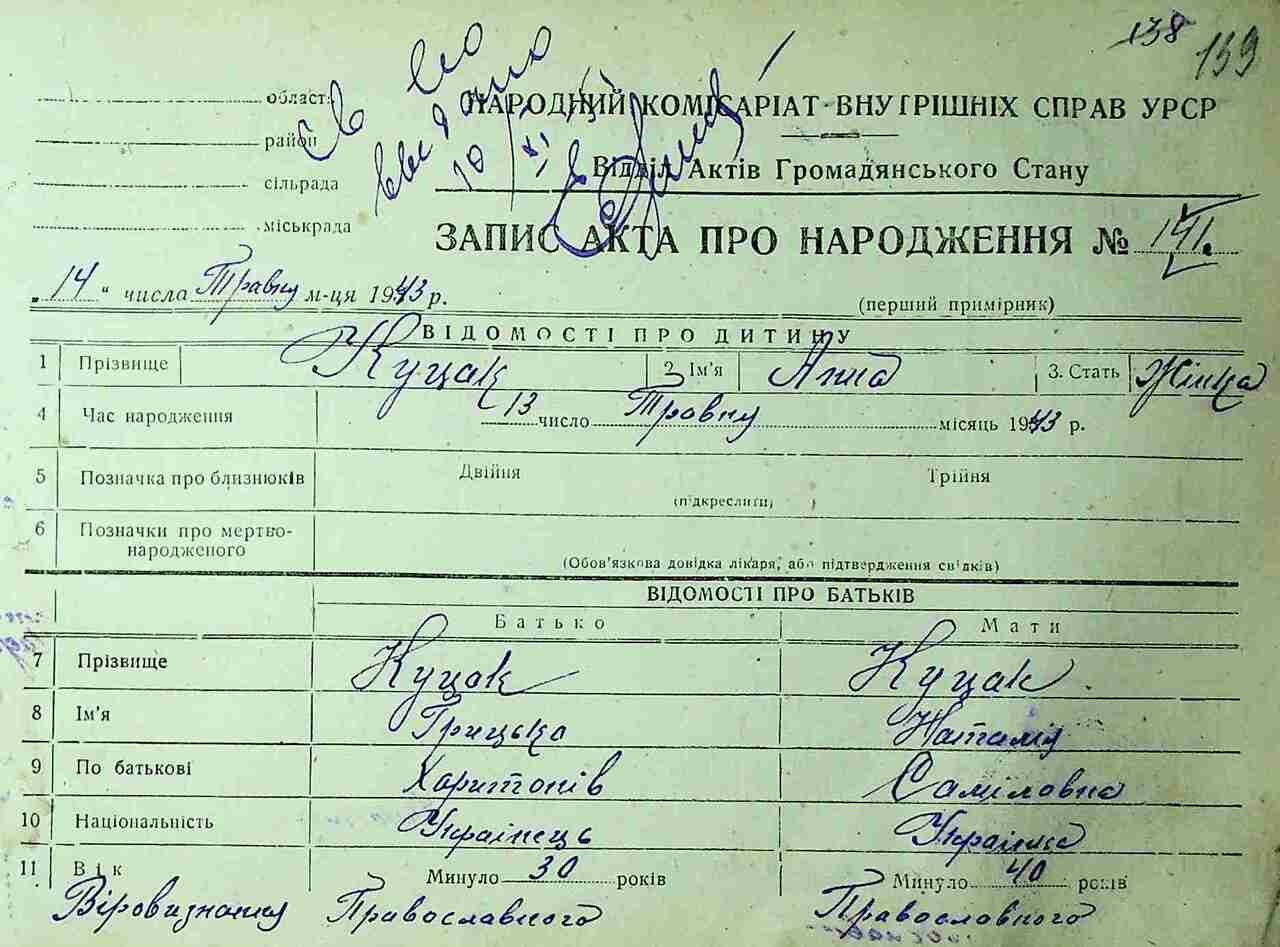 138 139
област.
район
сільрада
міськрада
НАРОДНИЙ КОМІСАРІАТ ВНУТРІШНІХ СПРАВ УРСР
Відділ Актів Громадянського Стану
ЗАПИС АКТА ПРО НАРОДЖЕННЯ № 141.
„14“ числа Травня м-ця 1943 р.
(перший примірник)
ВІДОМОСТІ ПРО ДИТИНУ
1 Прізвище Куцак 2. Ім'я Анна 3. Стать Жінка
4 Час народження 13 число Травня місяць 1943 р.
5 Позначка про близнюків Двійня Трійня
(підкреслити)
6 Позначки про мертво-
народженого
(Обов'язкова довідка лікаря, або підтвердження свідків)
ВІДОМОСТІ ПРО БАТЬКІВ
Батько Мати
7 Прізвище Куцак Куцак
8 Ім'я Грицько Наталія
9 По батькові Харитонів Саміловна
10 Національність Українець Українка
11 Вік Минуло 30 років Минуло 40 років
Віровизнання Православного Православного